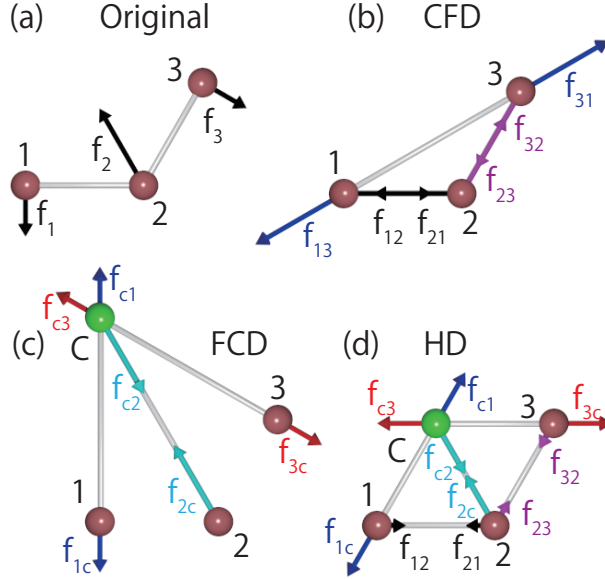 (a) Original
3
f3
f2
1
2
f1
(b) CFD
3
f31
f32
1
f23
2
f12 f21
f13
fc1
fc3
(c) C FCD
fc2
3
f3c
f2c
1
2
f1c
(d) HD
fc1
3
fc3
f3c
C
fc2
f32
1
f2c
f23
2
f1c
f12 f21